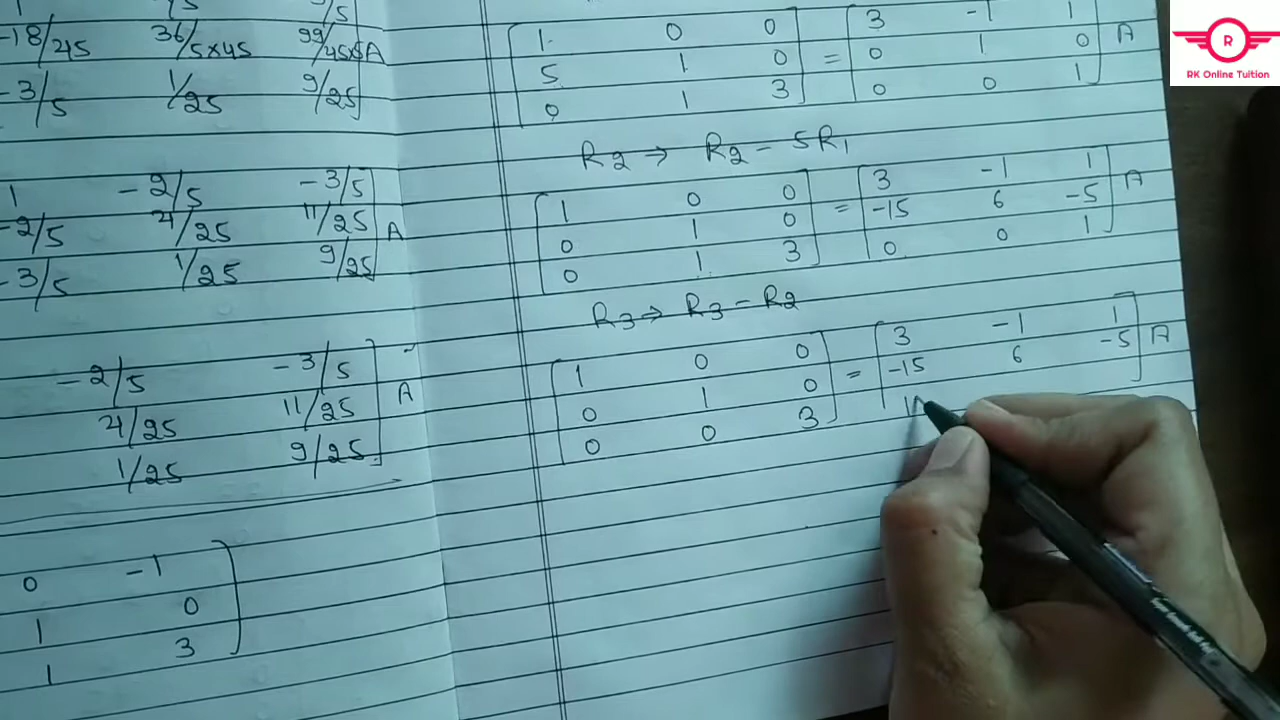 -18/45 36/5×45 99/45×5 A
-3/5 1/25 9/25
1 -2/5 -3/5
-2/5 4/25 11/25 A
-3/5 1/25 9/25
-2/5 -3/5
4/25 11/25 A
1/25 9/25
0 -1
1 0
1 3
1 0 0 3 -1 1
5 1 0 = 0 1 0 A
0 1 3 0 0 1
R2 → R2 - 5R1
1 0 0 3 -1 1
0 1 0 = -15 6 -5 A
0 1 3 0 0 1
R3 → R3 - R2
1 0 0 3 -1 1
0 1 0 = -15 6 -5 A
0 0 3 1
R
RK Online Tuition